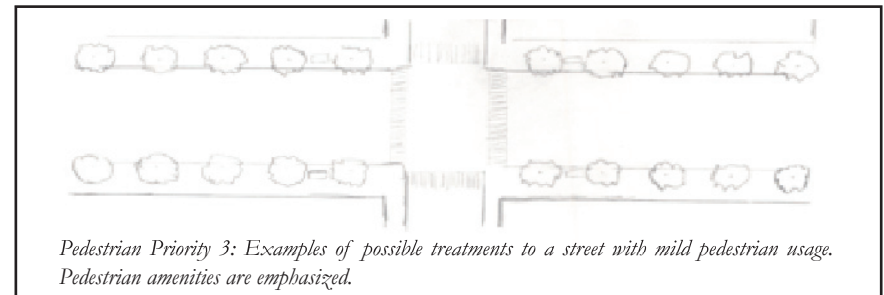 Pedestrian Priority 3: Examples of possible treatments to a street with mild pedestrian usage.
Pedestrian amenities are emphasized.